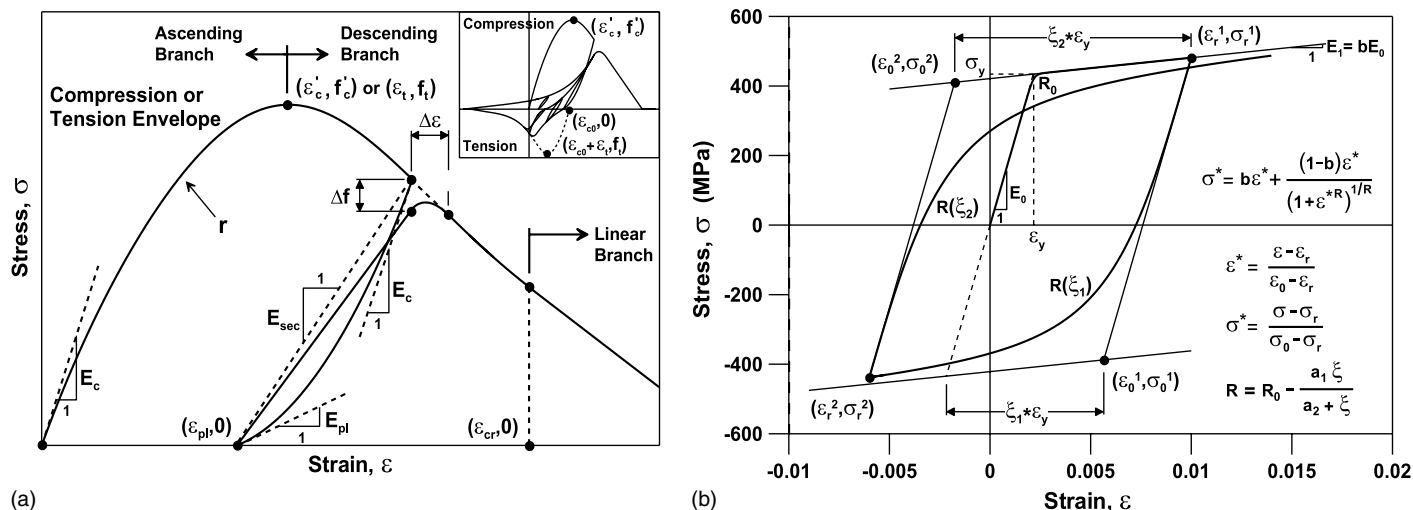 Ascending Branch
Descending Branch
(ε'c, f'c) or (εt, ft)
Compression or
Tension Envelope
r
Δε
Δf
Linear
Branch
Esec
1
Ec
1
Ec
1
Epl
1
(εpl,0)
(εcr,0)
Stress, σ
Strain, ε
Compression
(ε'c, f'c)
(εc0,0)
(εc0+εt,ft)
Tension
(a)
600
400
200
0
-200
-400
-600
-0.01
-0.005
0
0.005
0.01
0.015
0.02
Stress, σ (MPa)
Strain, ε
ξ2*εy
(εr¹,σr¹)
E1= bE0
1
(ε0²,σ0²)
σy
R0
E0
1
εy
R(ξ2)
R(ξ1)
(εr²,σr²)
(ε0¹,σ0¹)
ξ1*εy
σ* = bε* + (1-b)ε* / (1+ε*R)^1/R
ε* = ε-εr / ε0-εr
σ* = σ-σr / σ0-σr
R = R0 - a1 ξ / a2 + ξ
(b)